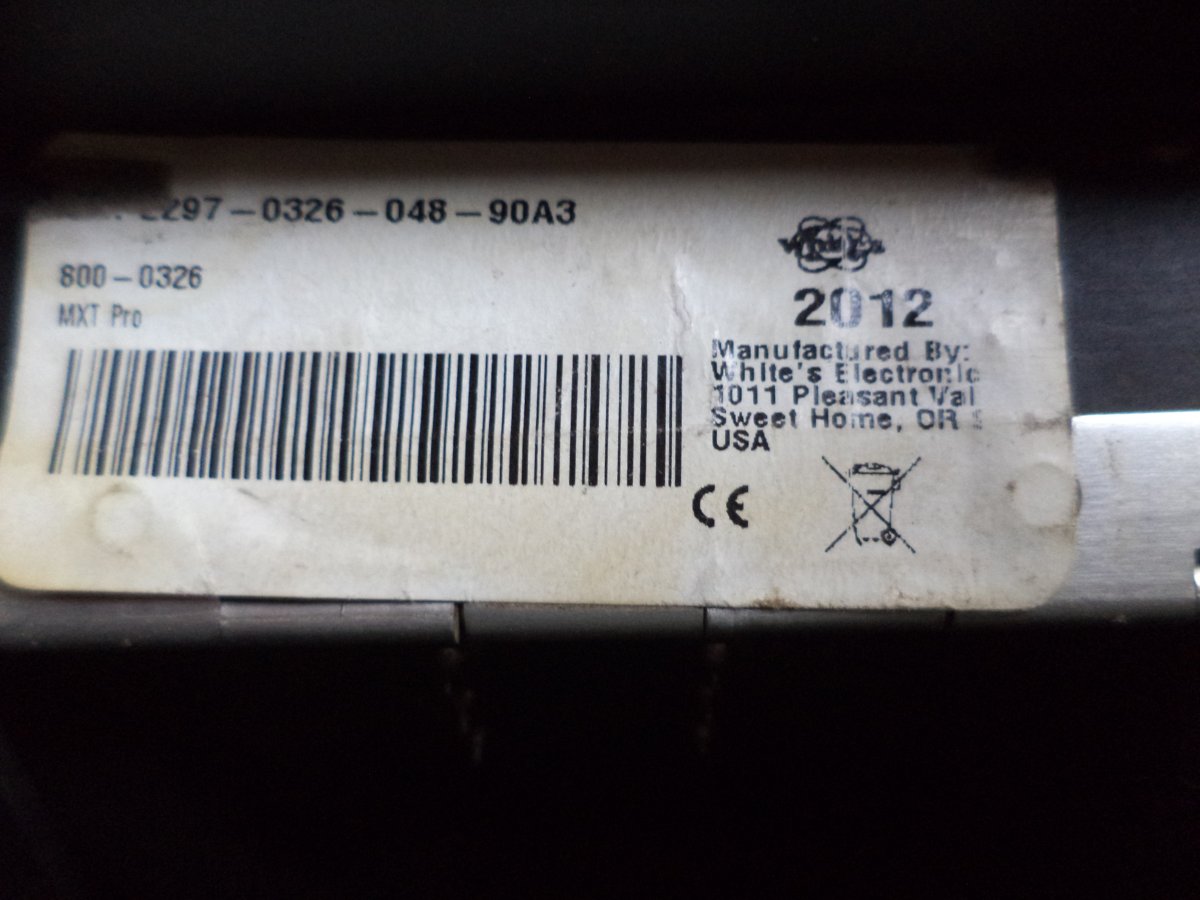 2297-0326-048-90A3
800-0326
MXT Pro
White's
2012
Manufactured By:
White's Electronic
1011 Pleasant Val
Sweet Home, OR
USA
CE